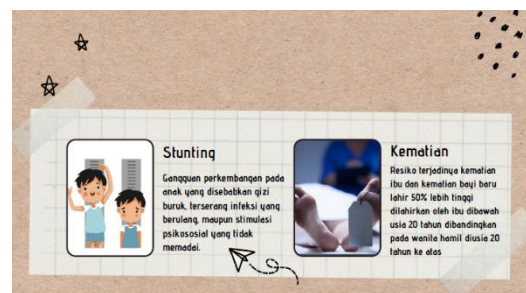 Stunting
Gangguan perkembangan pada
anak yang disebabkan gizi
buruk, terserang infeksi yang
berulang, maupun stimulasi
psikososial yang tidak
memadai.
Kematian
Resiko terjadinya kematian
ibu dan kematian bayi baru
lahir 50% lebih tinggi
dilahirkan oleh ibu dibawah
usia 20 tahun dibandingkan
pada wanita hamil diusia 20
tahun ke atas